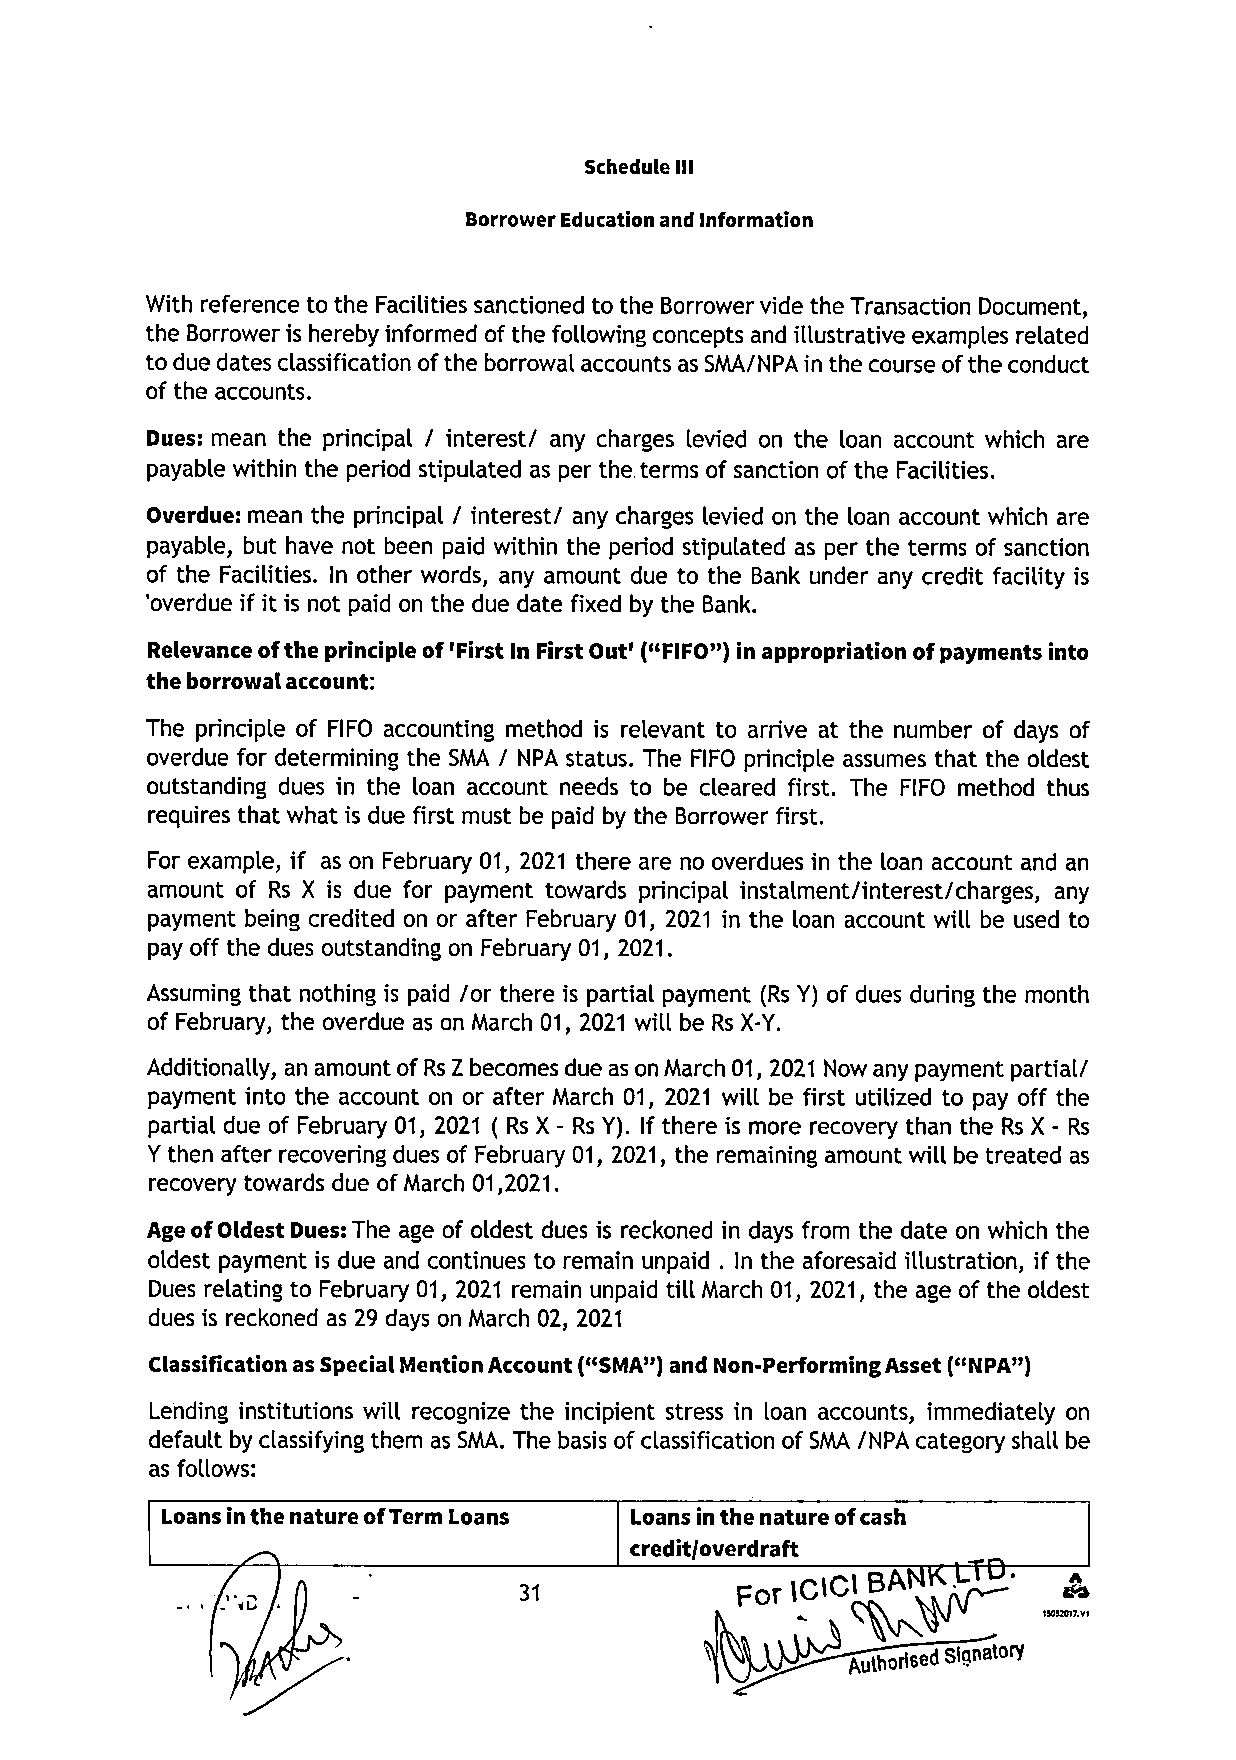 Schedule III
Borrower Education and Information
With reference to the Facilities sanctioned to the Borrower vide the Transaction Document,
the Borrower is hereby informed of the following concepts and illustrative examples related
to due dates classification of the borrowal accounts as SMA/NPA in the course of the conduct
of the accounts.
Dues: mean the principal / interest/ any charges levied on the loan account which are
payable within the period stipulated as per the terms of sanction of the Facilities.
Overdue: mean the principal / interest/ any charges levied on the loan account which are
payable, but have not been paid within the period stipulated as per the terms of sanction
of the Facilities. In other words, any amount due to the Bank under any credit facility is
'overdue if it is not paid on the due date fixed by the Bank.
Relevance of the principle of 'First In First Out' (“FIFO”) in appropriation of payments into
the borrowal account:
The principle of FIFO accounting method is relevant to arrive at the number of days of
overdue for determining the SMA / NPA status. The FIFO principle assumes that the oldest
outstanding dues in the loan account needs to be cleared first. The FIFO method thus
requires that what is due first must be paid by the Borrower first.
For example, if as on February 01, 2021 there are no overdues in the loan account and an
amount of Rs X is due for payment towards principal instalment/interest/charges, any
payment being credited on or after February 01, 2021 in the loan account will be used to
pay off the dues outstanding on February 01, 2021.
Assuming that nothing is paid /or there is partial payment (Rs Y) of dues during the month
of February, the overdue as on March 01, 2021 will be Rs X-Y.
Additionally, an amount of Rs Z becomes due as on March 01, 2021 Now any payment partial/
payment into the account on or after March 01, 2021 will be first utilized to pay off the
partial due of February 01, 2021 ( Rs X - Rs Y). If there is more recovery than the Rs X - Rs
Y then after recovering dues of February 01, 2021, the remaining amount will be treated as
recovery towards due of March 01,2021.
Age of Oldest Dues: The age of oldest dues is reckoned in days from the date on which the
oldest payment is due and continues to remain unpaid . In the aforesaid illustration, if the
Dues relating to February 01, 2021 remain unpaid till March 01, 2021, the age of the oldest
dues is reckoned as 29 days on March 02, 2021
Classification as Special Mention Account (“SMA”) and Non-Performing Asset (“NPA”)
Lending institutions will recognize the incipient stress in loan accounts, immediately on
default by classifying them as SMA. The basis of classification of SMA /NPA category shall be
as follows:
Loans in the nature of Term Loans
Loans in the nature of cash
credit/overdraft
31
For ICICI BANK LTD.
15052017.V1
Authorised Signatory